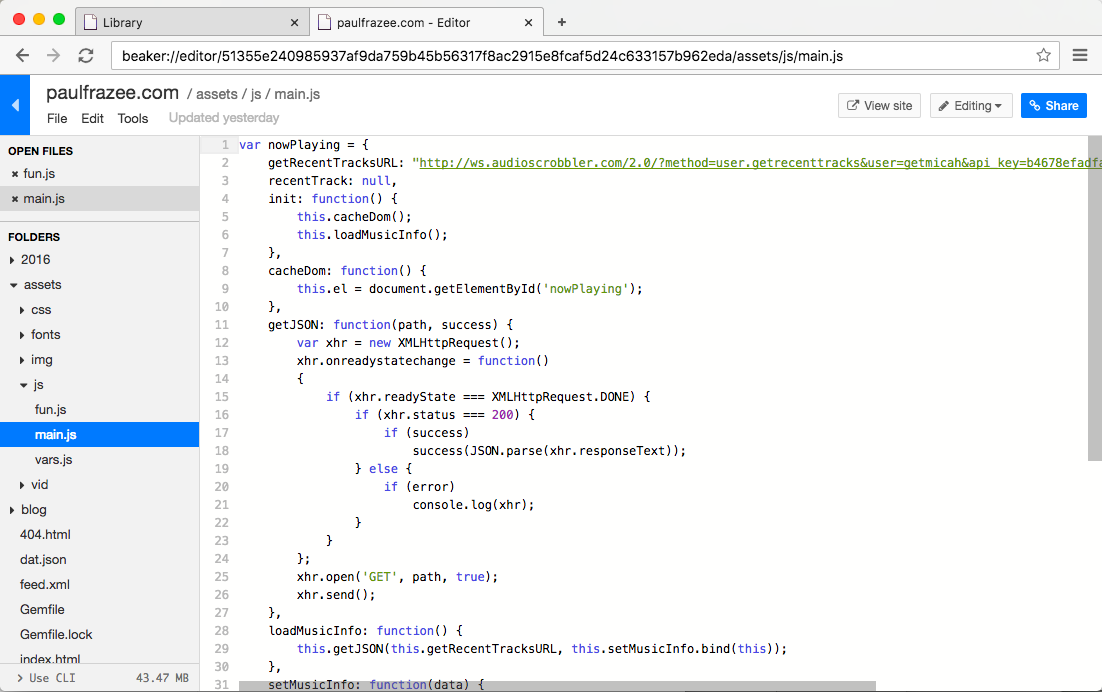 Library
paulfrazee.com - Editor
beaker://editor/51355e240985937af9da759b45b56317f8ac2915e8fcaf5d24c633157b962eda/assets/js/main.js
paulfrazee.com / assets / js / main.js
File Edit Tools Updated yesterday
View site
Editing
Share
OPEN FILES
× fun.js
× main.js
FOLDERS
2016
assets
css
fonts
img
js
fun.js
main.js
vars.js
vid
blog
404.html
dat.json
feed.xml
Gemfile
Gemfile.lock
index.html
> Use CLI 43.47 MB
1 var nowPlaying = {
2     getRecentTracksURL: "http://ws.audioscrobbler.com/2.0/?method=user.getrecenttracks&user=getmicah&api_key=b4678efadfa
3     recentTrack: null,
4     init: function() {
5         this.cacheDom();
6         this.loadMusicInfo();
7     },
8     cacheDom: function() {
9         this.el = document.getElementById('nowPlaying');
10     },
11     getJSON: function(path, success) {
12         var xhr = new XMLHttpRequest();
13         xhr.onreadystatechange = function()
14         {
15             if (xhr.readyState === XMLHttpRequest.DONE) {
16                 if (xhr.status === 200) {
17                     if (success)
18                         success(JSON.parse(xhr.responseText));
19                 } else {
20                     if (error)
21                         console.log(xhr);
22                 }
23             }
24         };
25         xhr.open('GET', path, true);
26         xhr.send();
27     },
28     loadMusicInfo: function() {
29         this.getJSON(this.getRecentTracksURL, this.setMusicInfo.bind(this));
30     },
31     setMusicInfo: function(data) {